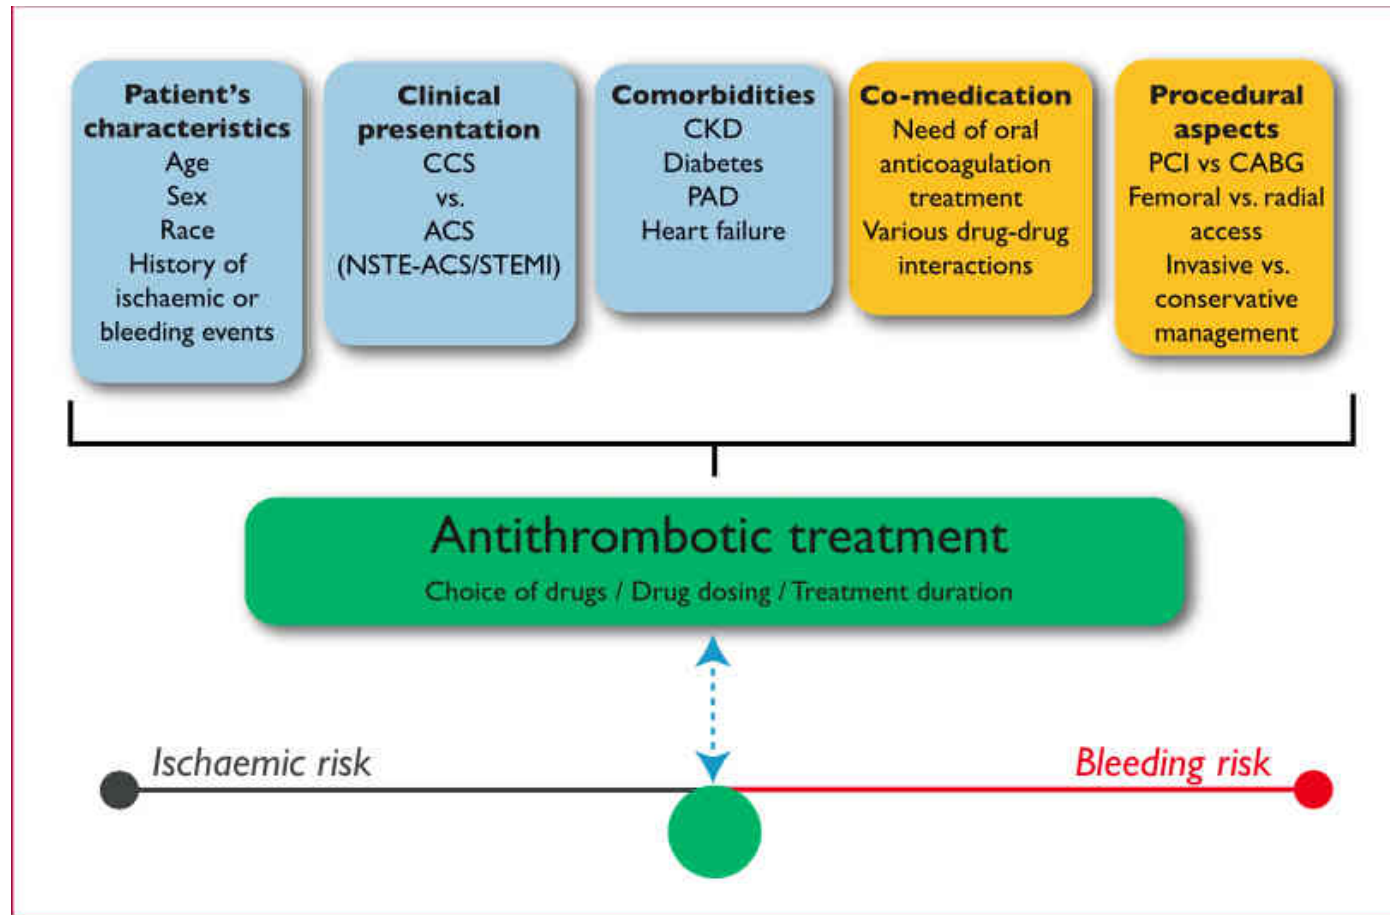 Patient's
characteristics
Age
Sex
Race
History of
ischaemic or
bleeding events
Clinical
presentation
CCS
vs.
ACS
(NSTE-ACS/STEMI)
Comorbidities
CKD
Diabetes
PAD
Heart failure
Co-medication
Need of oral
anticoagulation
treatment
Various drug-drug
interactions
Procedural
aspects
PCI vs CABG
Femoral vs. radial
access
Invasive vs.
conservative
management
Antithrombotic treatment
Choice of drugs / Drug dosing / Treatment duration
Ischaemic risk
Bleeding risk